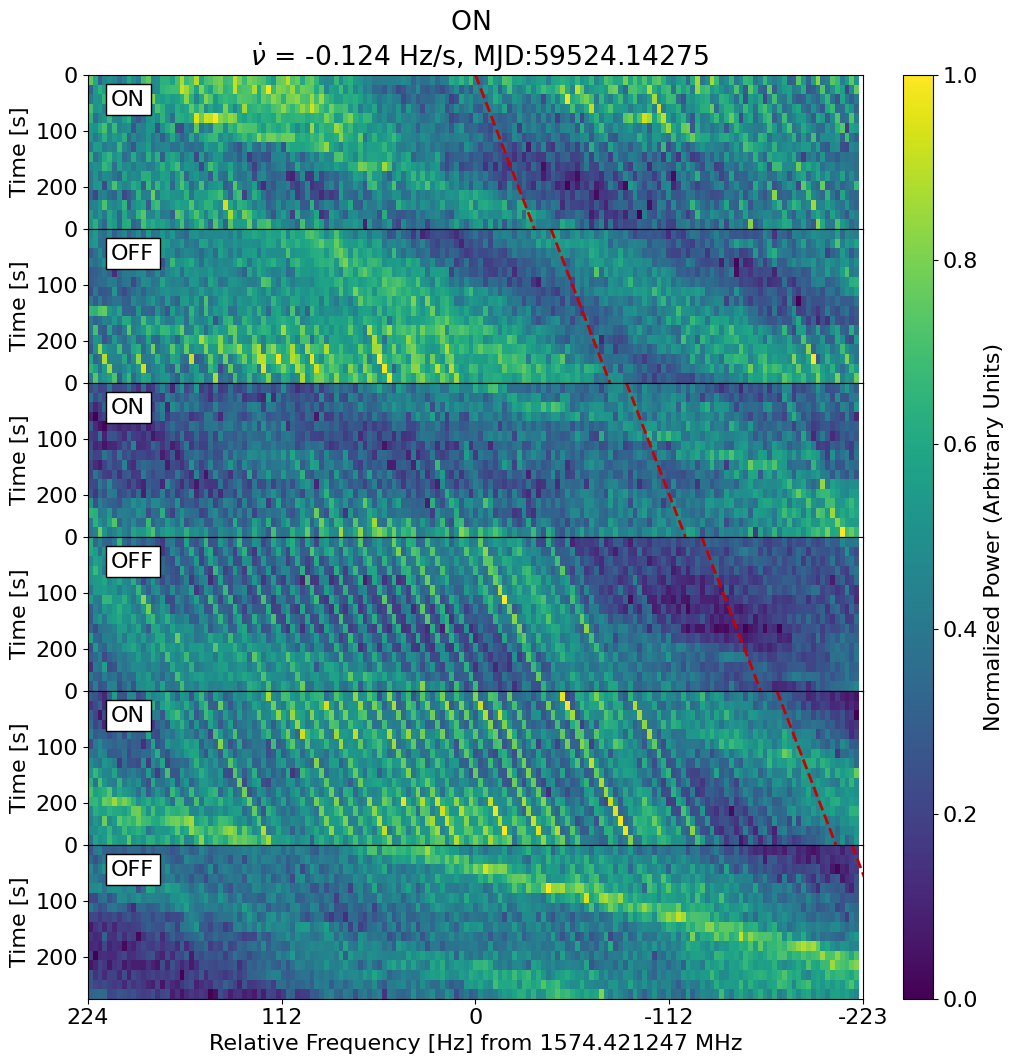 ON
ν̇ = -0.124 Hz/s, MJD:59524.14275
0
ON
100
Time [s]
200
0
OFF
100
Time [s]
200
0
ON
100
Time [s]
200
0
OFF
100
Time [s]
200
0
ON
100
Time [s]
200
0
OFF
100
Time [s]
200
224 112 0 -112 -223
Relative Frequency [Hz] from 1574.421247 MHz
1.0
0.8
0.6
0.4
0.2
0.0
Normalized Power (Arbitrary Units)